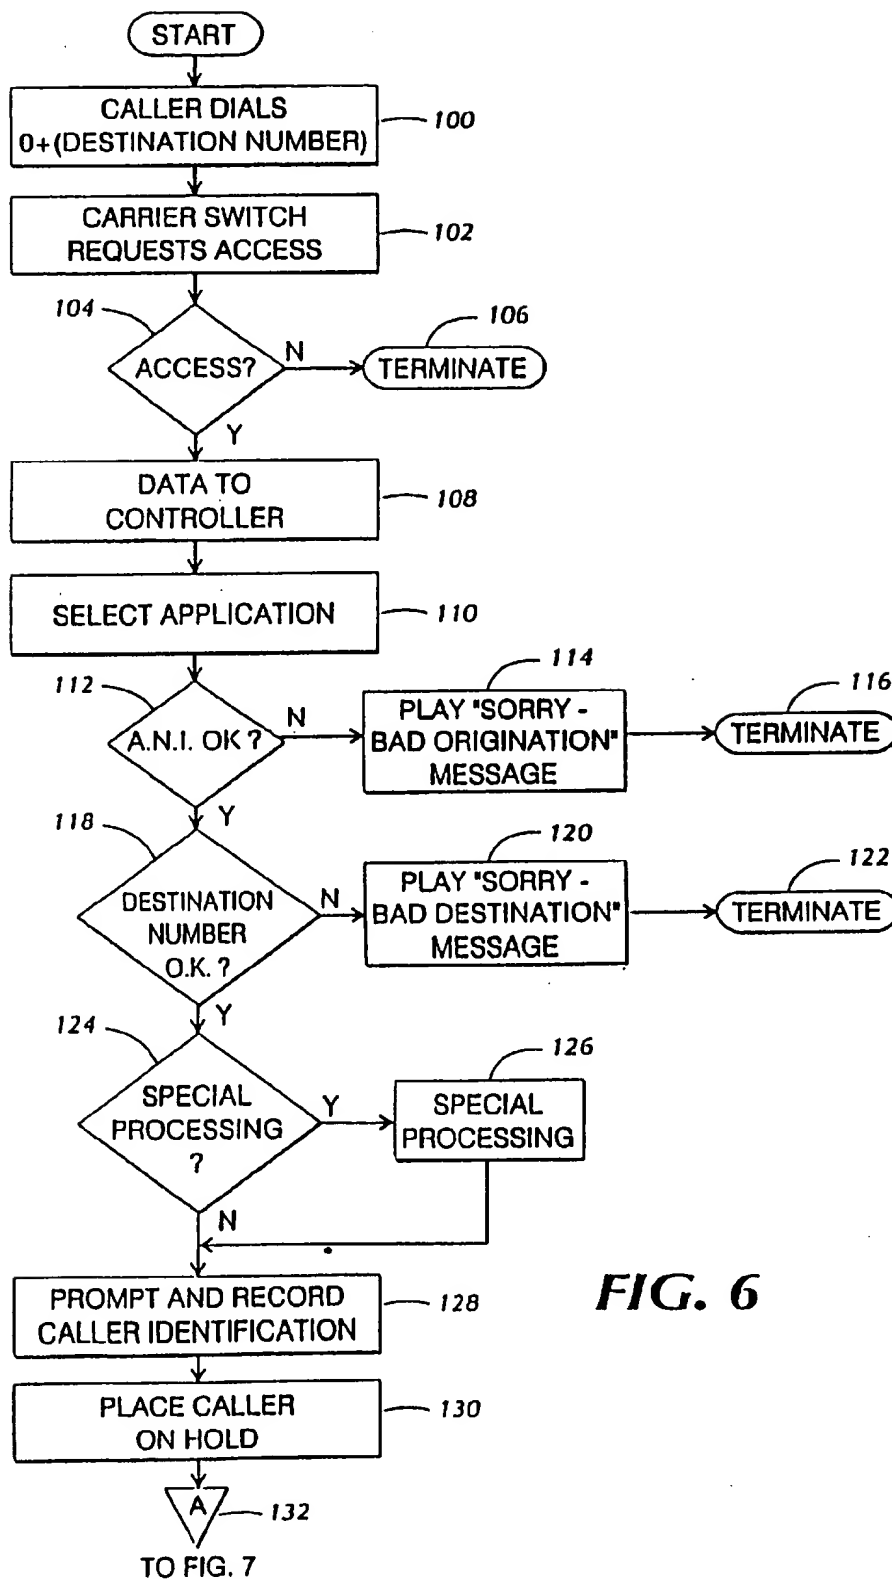 START
CALLER DIALS
0+(DESTINATION NUMBER)
100
CARRIER SWITCH
REQUESTS ACCESS
102
104
ACCESS?
N
106
TERMINATE
Y
DATA TO
CONTROLLER
108
SELECT APPLICATION
110
112
A.N.I. OK ?
N
114
PLAY "SORRY -
BAD ORIGINATION"
MESSAGE
116
TERMINATE
Y
118
DESTINATION
NUMBER
O.K. ?
N
120
PLAY "SORRY -
BAD DESTINATION"
MESSAGE
122
TERMINATE
Y
124
SPECIAL
PROCESSING
?
Y
126
SPECIAL
PROCESSING
N
PROMPT AND RECORD
CALLER IDENTIFICATION
128
FIG. 6
PLACE CALLER
ON HOLD
130
A
132
TO FIG. 7